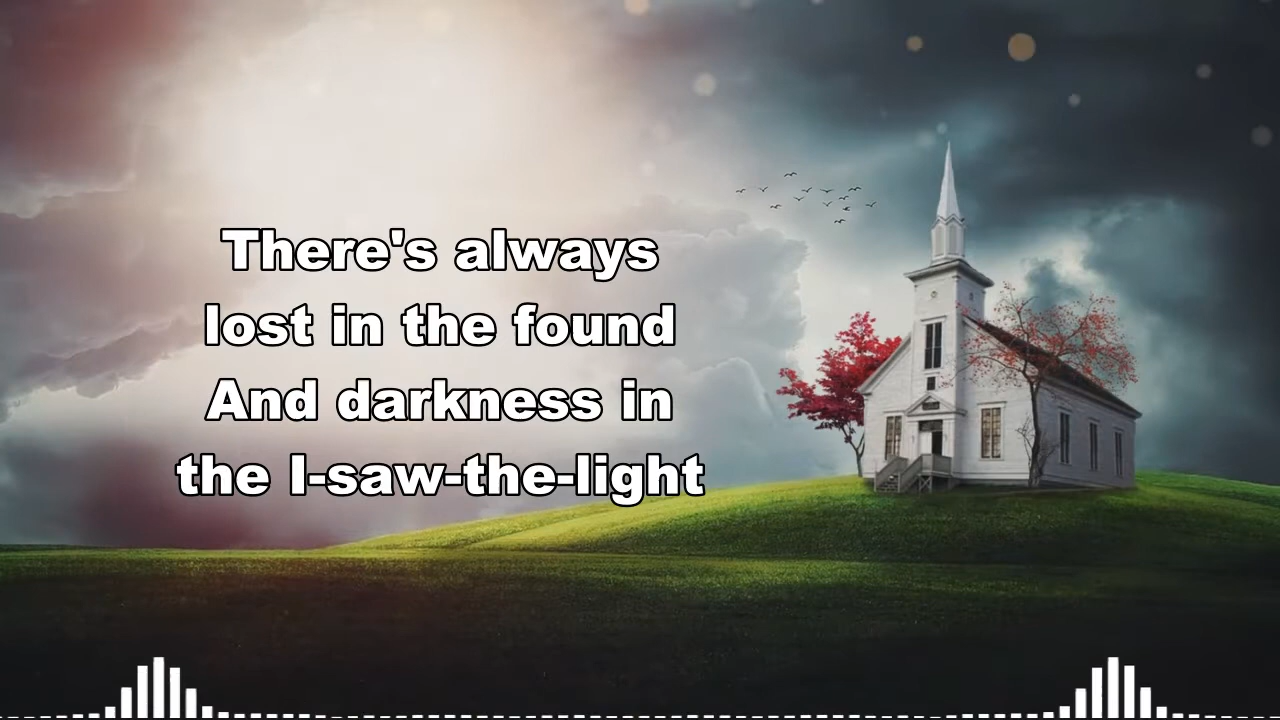 There's always
lost in the found
And darkness in
the I-saw-the-light